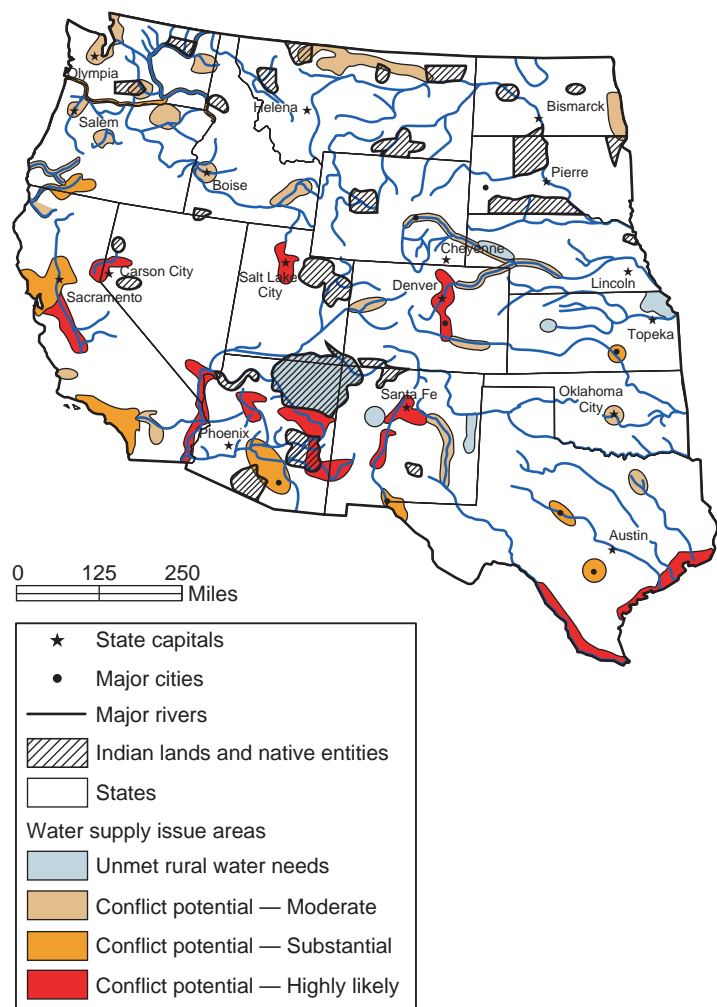 Olympia
Salem
Helena
Bismarck
Boise
Pierre
Cheyenne
Carson City
Salt Lake
City
Sacramento
Denver
Lincoln
Topeka
Santa Fe
Oklahoma
City
Phoenix
Austin
0 125 250
Miles
State capitals
Major cities
Major rivers
Indian lands and native entities
States
Water supply issue areas
Unmet rural water needs
Conflict potential — Moderate
Conflict potential — Substantial
Conflict potential — Highly likely